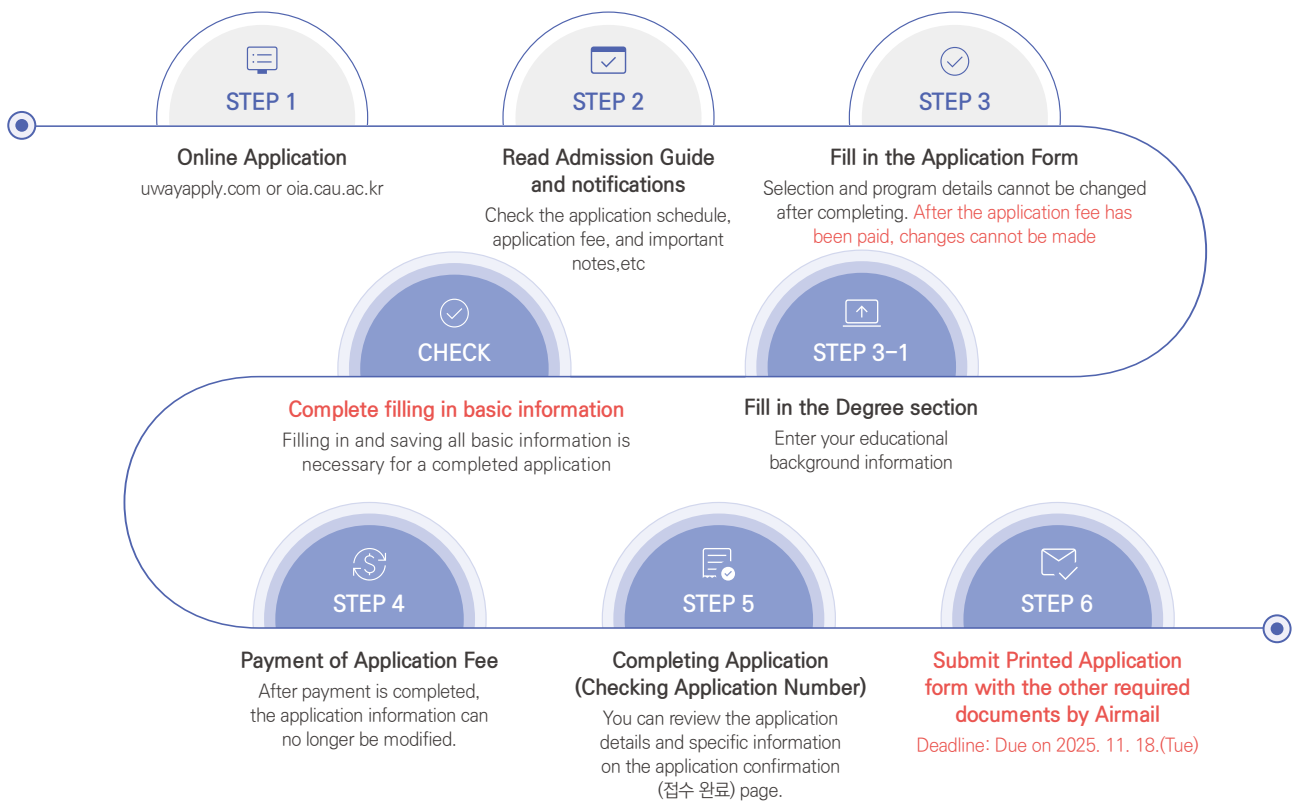 STEP 1
Online Application
uwayapply.com or oia.cau.ac.kr
STEP 2
Read Admission Guide
and notifications
Check the application schedule,
application fee, and important
notes,etc
STEP 3
Fill in the Application Form
Selection and program details cannot be changed
after completing. After the application fee has
been paid, changes cannot be made
STEP 3-1
Fill in the Degree section
Enter your educational
background information
CHECK
Complete filling in basic information
Filling in and saving all basic information is
necessary for a completed application
STEP 4
Payment of Application Fee
After payment is completed,
the application information can
no longer be modified.
STEP 5
Completing Application
(Checking Application Number)
You can review the application
details and specific information
on the application confirmation
(접수 완료) page.
STEP 6
Submit Printed Application
form with the other required
documents by Airmail
Deadline: Due on 2025. 11. 18.(Tue)